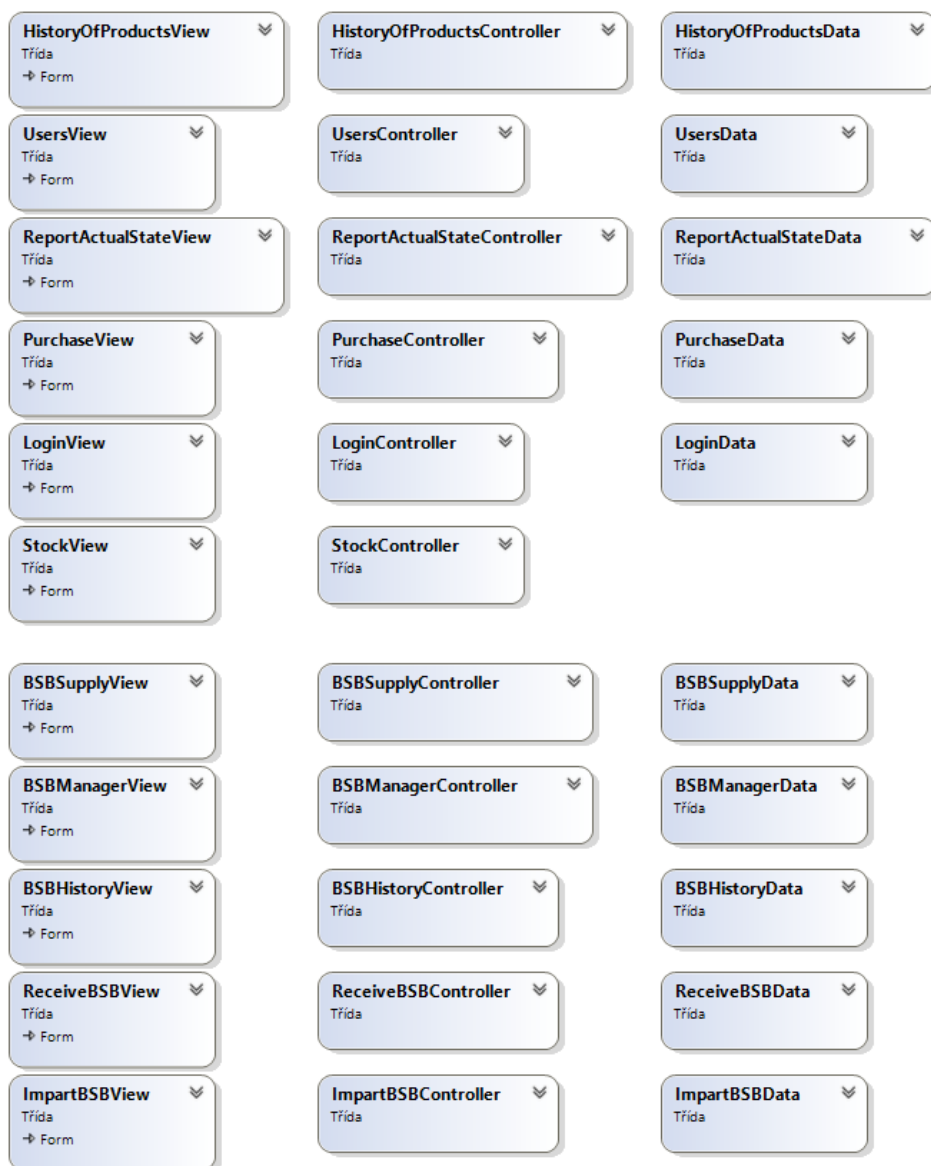 HistoryOfProductsView
Třída
Form
HistoryOfProductsController
Třída
HistoryOfProductsData
Třída
UsersView
Třída
Form
UsersController
Třída
UsersData
Třída
ReportActualStateView
Třída
Form
ReportActualStateController
Třída
ReportActualStateData
Třída
PurchaseView
Třída
Form
PurchaseController
Třída
PurchaseData
Třída
LoginView
Třída
Form
LoginController
Třída
LoginData
Třída
StockView
Třída
Form
StockController
Třída
BSBSupplyView
Třída
Form
BSBSupplyController
Třída
BSBSupplyData
Třída
BSBManagerView
Třída
Form
BSBManagerController
Třída
BSBManagerData
Třída
BSBHistoryView
Třída
Form
BSBHistoryController
Třída
BSBHistoryData
Třída
ReceiveBSBView
Třída
Form
ReceiveBSBController
Třída
ReceiveBSBData
Třída
ImpartBSBView
Třída
Form
ImpartBSBController
Třída
ImpartBSBData
Třída